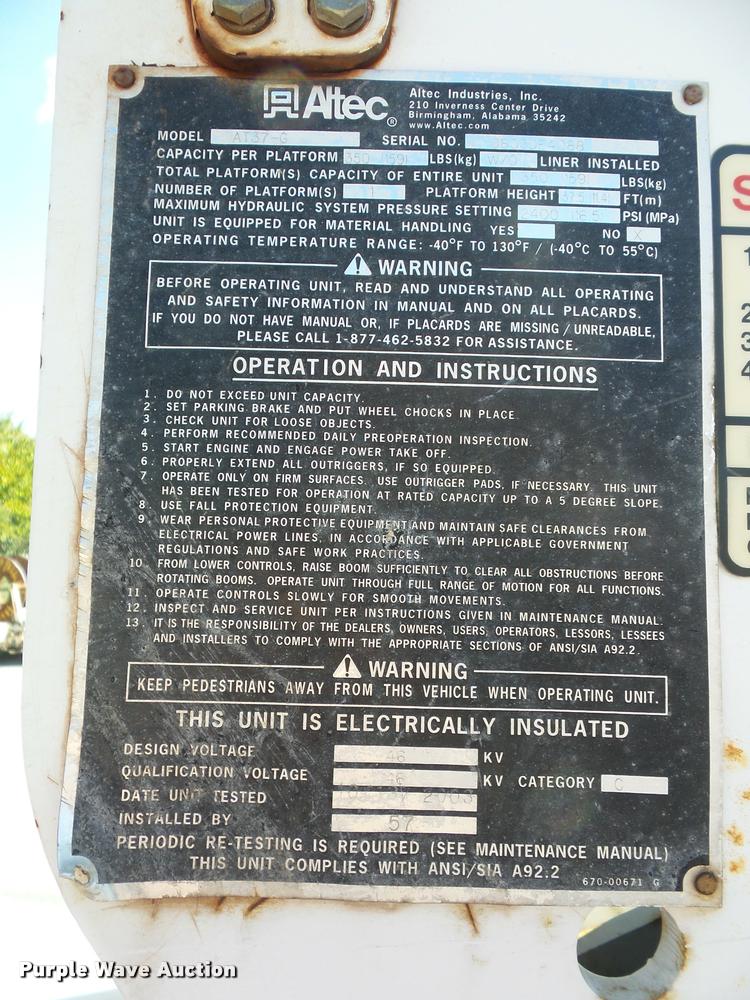 Altec ®
Altec Industries, Inc.
210 Inverness Center Drive
Birmingham, Alabama 35242
www.Altec.com
MODEL AT37-G SERIAL NO.
CAPACITY PER PLATFORM 350 (159) LBS(kg) W/O LINER INSTALLED
TOTAL PLATFORM(S) CAPACITY OF ENTIRE UNIT 350 (159) LBS(kg)
NUMBER OF PLATFORM(S) 1 PLATFORM HEIGHT FT(m)
MAXIMUM HYDRAULIC SYSTEM PRESSURE SETTING 2400 PSI (MPa)
UNIT IS EQUIPPED FOR MATERIAL HANDLING YES NO X
OPERATING TEMPERATURE RANGE: -40°F TO 130°F / (-40°C TO 55°C)
WARNING
BEFORE OPERATING UNIT, READ AND UNDERSTAND ALL OPERATING
AND SAFETY INFORMATION IN MANUAL AND ON ALL PLACARDS.
IF YOU DO NOT HAVE MANUAL OR, IF PLACARDS ARE MISSING / UNREADABLE,
PLEASE CALL 1-877-462-5832 FOR ASSISTANCE.
OPERATION AND INSTRUCTIONS
1. DO NOT EXCEED UNIT CAPACITY.
2. SET PARKING BRAKE AND PUT WHEEL CHOCKS IN PLACE.
3. CHECK UNIT FOR LOOSE OBJECTS.
4. PERFORM RECOMMENDED DAILY PREOPERATION INSPECTION.
5. START ENGINE AND ENGAGE POWER TAKE OFF.
6. PROPERLY EXTEND ALL OUTRIGGERS, IF SO EQUIPPED.
7. OPERATE ONLY ON FIRM SURFACES. USE OUTRIGGER PADS, IF NECESSARY. THIS UNIT
HAS BEEN TESTED FOR OPERATION AT RATED CAPACITY UP TO A 5 DEGREE SLOPE.
8. USE FALL PROTECTION EQUIPMENT.
9. WEAR PERSONAL PROTECTIVE EQUIPMENT AND MAINTAIN SAFE CLEARANCES FROM
ELECTRICAL POWER LINES, IN ACCORDANCE WITH APPLICABLE GOVERNMENT
REGULATIONS AND SAFE WORK PRACTICES.
10. FROM LOWER CONTROLS, RAISE BOOM SUFFICIENTLY TO CLEAR ALL OBSTRUCTIONS BEFORE
ROTATING BOOMS. OPERATE UNIT THROUGH FULL RANGE OF MOTION FOR ALL FUNCTIONS.
11. OPERATE CONTROLS SLOWLY FOR SMOOTH MOVEMENTS.
12. INSPECT AND SERVICE UNIT PER INSTRUCTIONS GIVEN IN MAINTENANCE MANUAL.
13. IT IS THE RESPONSIBILITY OF THE DEALERS, OWNERS, USERS, OPERATORS, LESSORS, LESSEES
AND INSTALLERS TO COMPLY WITH THE APPROPRIATE SECTIONS OF ANSI/SIA A92.2.
WARNING
KEEP PEDESTRIANS AWAY FROM THIS VEHICLE WHEN OPERATING UNIT.
THIS UNIT IS ELECTRICALLY INSULATED
DESIGN VOLTAGE 46 KV
QUALIFICATION VOLTAGE 46 KV CATEGORY C
DATE UNIT TESTED 2003
INSTALLED BY 57
PERIODIC RE-TESTING IS REQUIRED (SEE MAINTENANCE MANUAL)
THIS UNIT COMPLIES WITH ANSI/SIA A92.2
670-00671 G
S
1
2
3
4
Purple Wave Auction